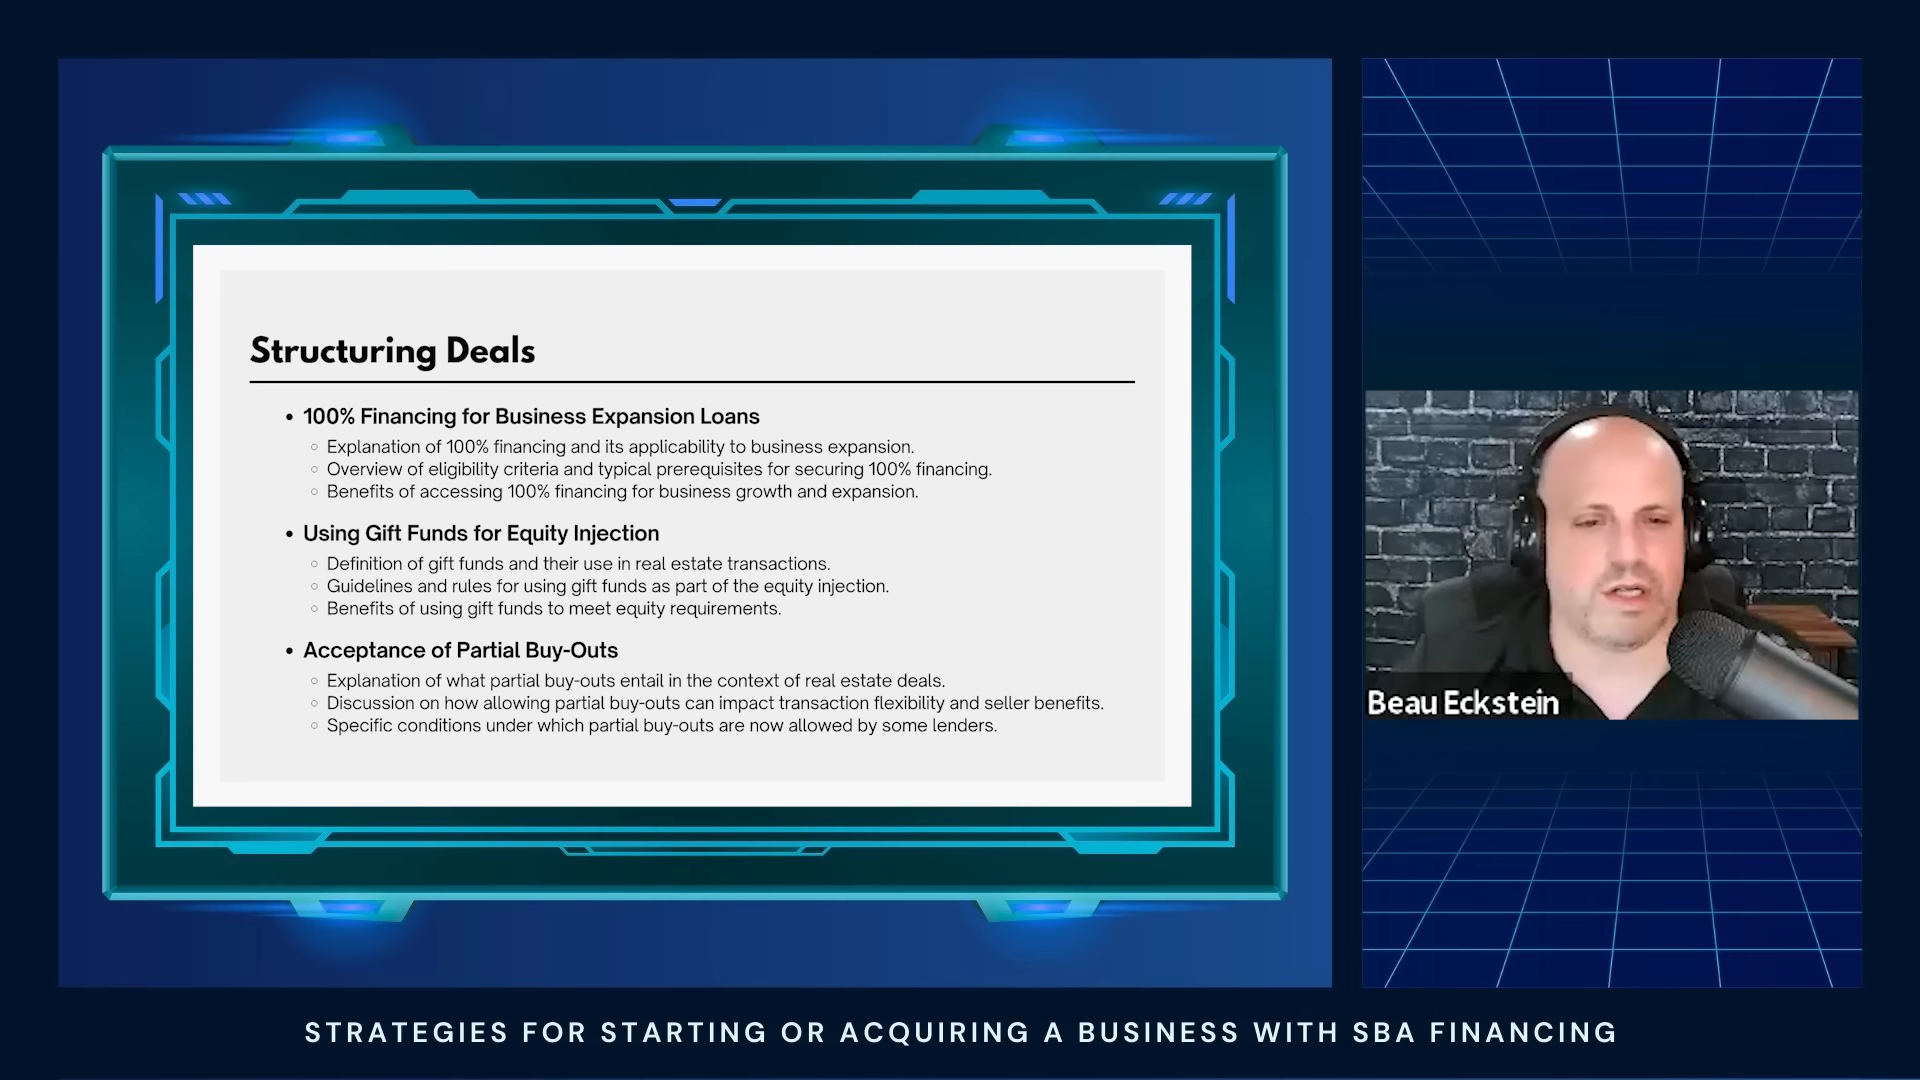 Structuring Deals
• 100% Financing for Business Expansion Loans
○ Explanation of 100% financing and its applicability to business expansion.
○ Overview of eligibility criteria and typical prerequisites for securing 100% financing.
○ Benefits of accessing 100% financing for business growth and expansion.
• Using Gift Funds for Equity Injection
○ Definition of gift funds and their use in real estate transactions.
○ Guidelines and rules for using gift funds as part of the equity injection.
○ Benefits of using gift funds to meet equity requirements.
• Acceptance of Partial Buy-Outs
○ Explanation of what partial buy-outs entail in the context of real estate deals.
○ Discussion on how allowing partial buy-outs can impact transaction flexibility and seller benefits.
○ Specific conditions under which partial buy-outs are now allowed by some lenders.
Beau Eckstein
STRATEGIES FOR STARTING OR ACQUIRING A BUSINESS WITH SBA FINANCING